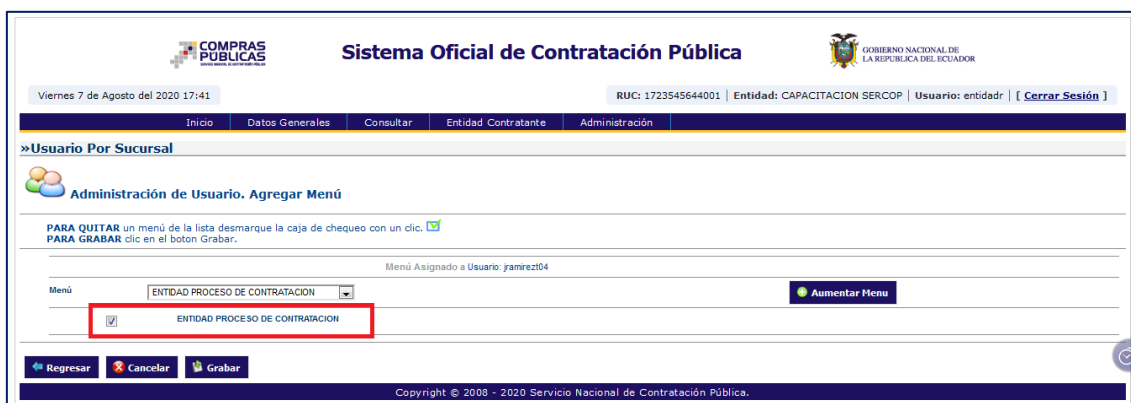 COMPRAS
PÚBLICAS
Sistema Oficial de Contratación Pública
GOBIERNO NACIONAL DE
LA REPUBLICA DEL ECUADOR
Viernes 7 de Agosto del 2020 17:41
RUC: 1723545644001 | Entidad: CAPACITACION SERCOP | Usuario: entidadr | [ Cerrar Sesión ]
Inicio Datos Generales Consultar Entidad Contratante Administración
»Usuario Por Sucursal
Administración de Usuario. Agregar Menú
PARA QUITAR un menú de la lista desmarque la caja de chequeo con un clic.
PARA GRABAR clic en el boton Grabar.
Menú Asignado a Usuario: jramirezt04
Menú ENTIDAD PROCESO DE CONTRATACION Aumentar Menu
ENTIDAD PROCESO DE CONTRATACION
Regresar Cancelar Grabar
Copyright © 2008 - 2020 Servicio Nacional de Contratación Pública.